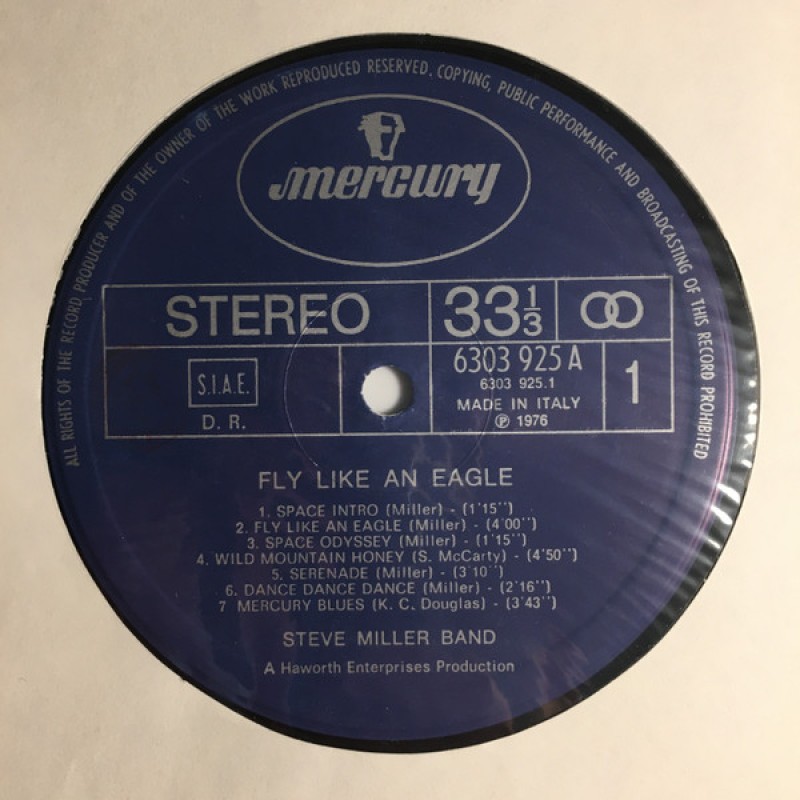 ALL RIGHTS OF THE RECORD PRODUCER AND OF THE OWNER OF THE WORK REPRODUCED RESERVED. COPYING, PUBLIC PERFORMANCE AND BROADCASTING OF THIS RECORD PROHIBITED
mercury
STEREO
33 1/3
S.I.A.E.
D. R.
6303 925 A
6303 925.1
MADE IN ITALY
℗ 1976
1
FLY LIKE AN EAGLE
1. SPACE INTRO (Miller) - (1'15'')
2. FLY LIKE AN EAGLE (Miller) - (4'00'')
3. SPACE ODYSSEY (Miller) - (1'15'')
4. WILD MOUNTAIN HONEY (S. McCarty) - (4'50'')
5. SERENADE (Miller) - (3'10'')
6. DANCE DANCE DANCE (Miller) - (2'16'')
7 MERCURY BLUES (K. C. Douglas) - (3'43'')
STEVE MILLER BAND
A Haworth Enterprises Production